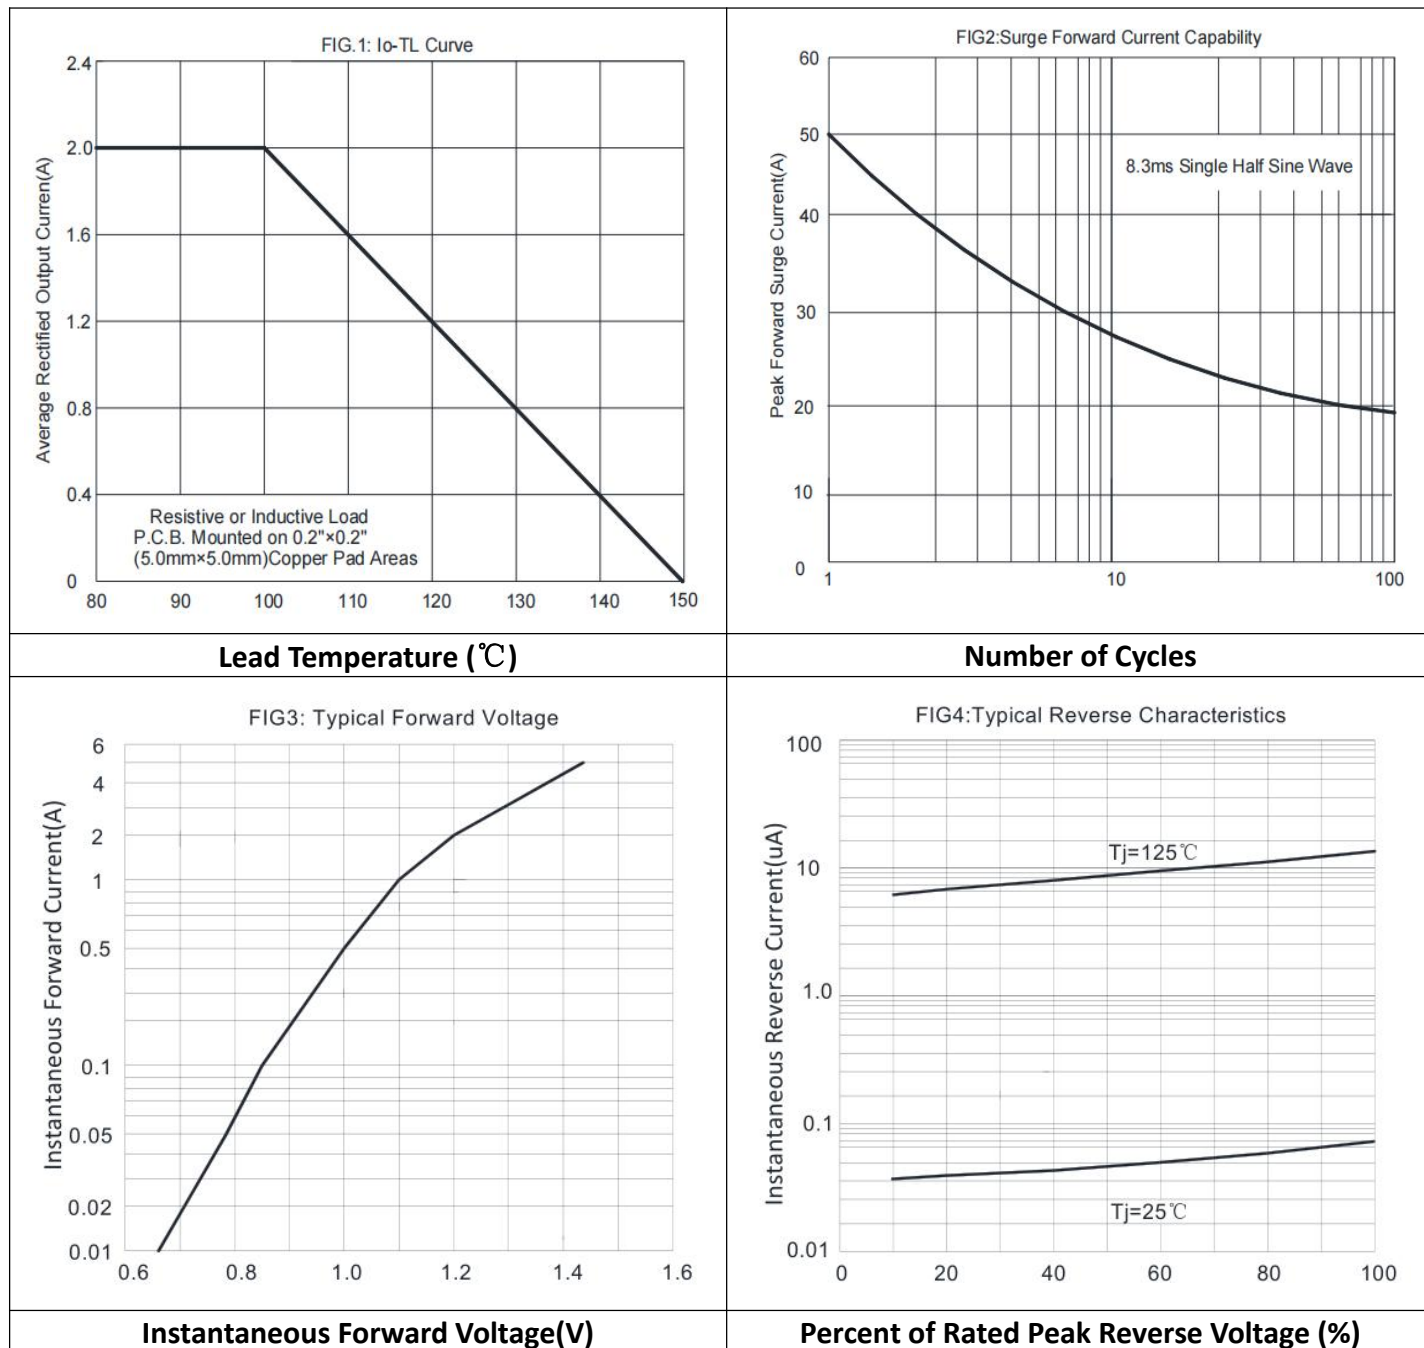 FIG.1: Io-TL Curve
Average Rectified Output Curren(A)
2.4
2.0
1.6
1.2
0.8
0.4
0
Resistive or Inductive Load
P.C.B. Mounted on 0.2"×0.2"
(5.0mm×5.0mm)Copper Pad Areas
80 90 100 110 120 130 140 150
Lead Temperature (℃)
FIG2:Surge Forward Current Capability
Peak Forward Surge Current(A)
60
50
40
30
20
10
0
8.3ms Single Half Sine Wave
1 10 100
Number of Cycles
FIG3: Typical Forward Voltage
Instantaneous Forward Current(A)
6
4
2
1
0.5
0.1
0.05
0.02
0.01
0.6 0.8 1.0 1.2 1.4 1.6
Instantaneous Forward Voltage(V)
FIG4:Typical Reverse Characteristics
Instantaneous Reverse Current(uA)
100
10
1.0
0.1
0.01
Tj=125℃
Tj=25℃
0 20 40 60 80 100
Percent of Rated Peak Reverse Voltage (%)